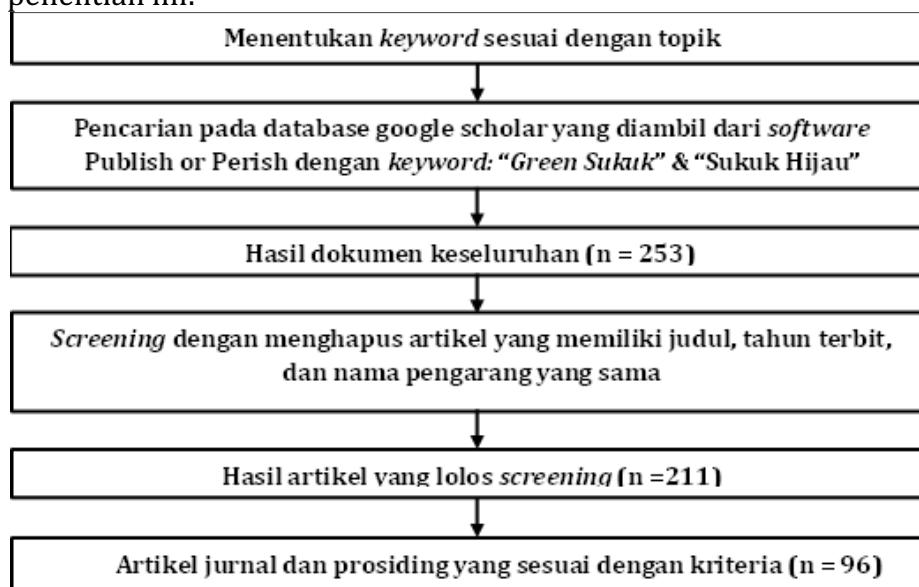 penelitian ini.
Menentukan keyword sesuai dengan topik
Pencarian pada database google scholar yang diambil dari software
Publish or Perish dengan keyword: “Green Sukuk” & “Sukuk Hijau”
Hasil dokumen keseluruhan (n = 253)
Screening dengan menghapus artikel yang memiliki judul, tahun terbit,
dan nama pengarang yang sama
Hasil artikel yang lolos screening (n =211)
Artikel jurnal dan prosiding yang sesuai dengan kriteria (n = 96)